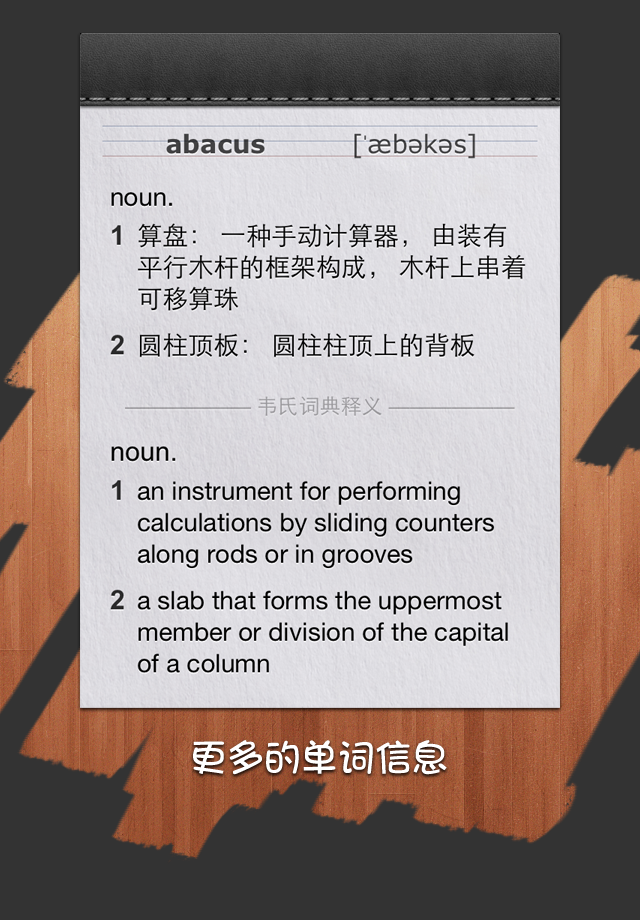 abacus ['æbəkəs]
noun.
1 算盘： 一种手动计算器， 由装有
平行木杆的框架构成， 木杆上串着
可移算珠
2 圆柱顶板： 圆柱柱顶上的背板
韦氏词典释义
noun.
1 an instrument for performing
calculations by sliding counters
along rods or in grooves
2 a slab that forms the uppermost
member or division of the capital
of a column
更多的单词信息